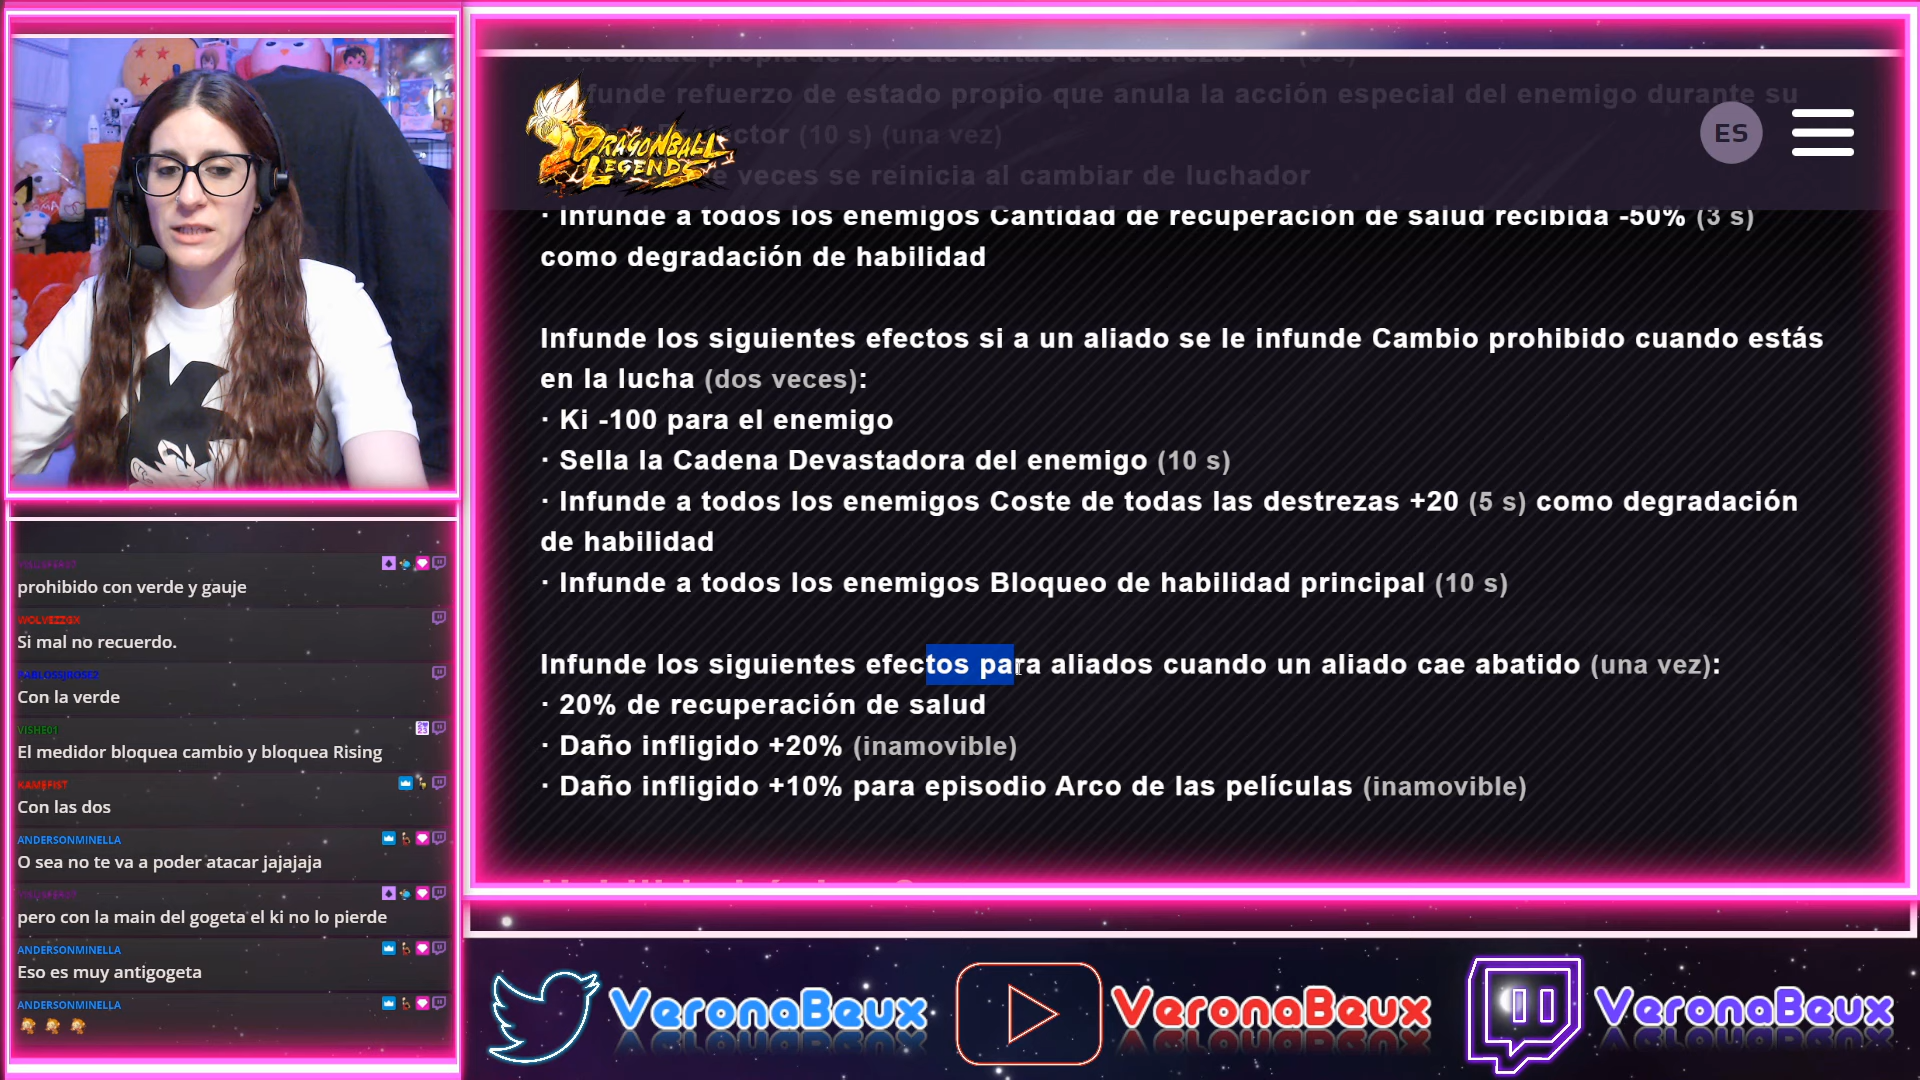 funde refuerzo de estado propio que anula la acción especial del enemigo durante su
ector (10 s) (una vez)
DRAGONBALL
LEGENDS
ES
e veces se reinicia al cambiar de luchador
· Infunde a todos los enemigos Cantidad de recuperación de salud recibida -50% (3 s)
como degradación de habilidad
Infunde los siguientes efectos si a un aliado se le infunde Cambio prohibido cuando estás
en la lucha (dos veces):
· Ki -100 para el enemigo
· Sella la Cadena Devastadora del enemigo (10 s)
· Infunde a todos los enemigos Coste de todas las destrezas +20 (5 s) como degradación
de habilidad
· Infunde a todos los enemigos Bloqueo de habilidad principal (10 s)
Infunde los siguientes efectos para aliados cuando un aliado cae abatido (una vez):
· 20% de recuperación de salud
· Daño infligido +20% (inamovible)
· Daño infligido +10% para episodio Arco de las películas (inamovible)
prohibido con verde y gauje
WOLVEZZGX
Si mal no recuerdo.
Con la verde
VISHE01
El medidor bloquea cambio y bloquea Rising
KAMEFIST
Con las dos
ANDERSONMINELLA
O sea no te va a poder atacar jajajaja
pero con la main del gogeta el ki no lo pierde
ANDERSONMINELLA
Eso es muy antigogeta
ANDERSONMINELLA
VeronaBeux
VeronaBeux
VeronaBeux